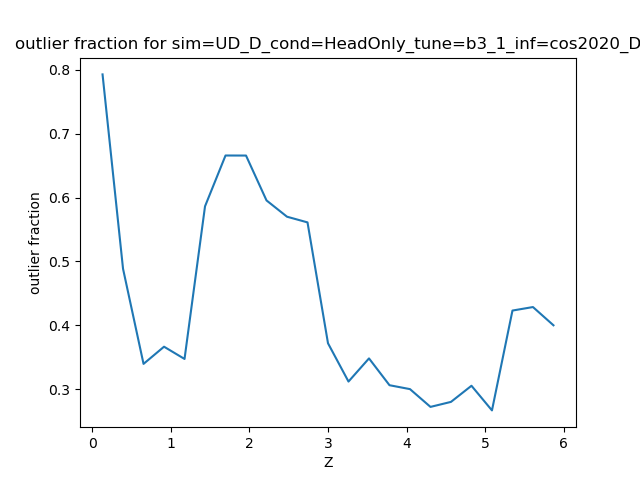 outlier fraction for sim=UD_D_cond=HeadOnly_tune=b3_1_inf=cos2020_D
0.8
0.7
0.6
0.5
0.4
0.3
outlier fraction
0 1 2 3 4 5 6
Z